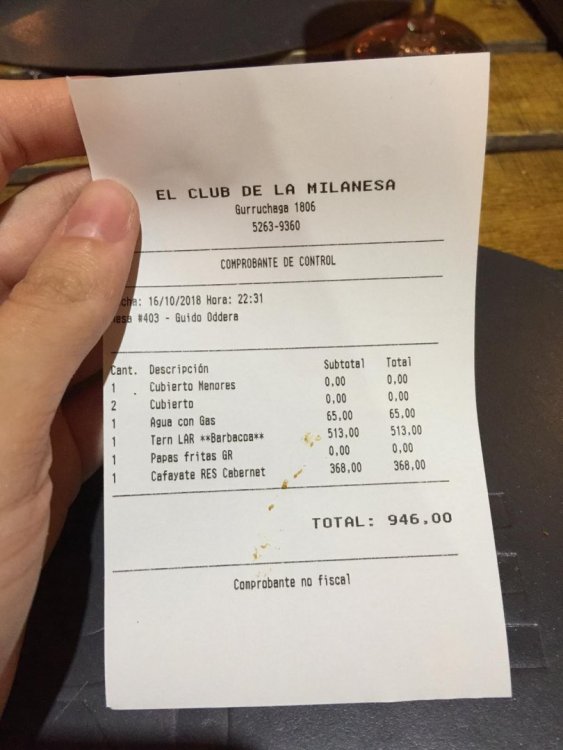 EL CLUB DE LA MILANESA
Gurruchaga 1806
5263-9360
COMPROBANTE DE CONTROL
16/10/2018 Hora: 22:31
#403 - Guido Oddera
Cant. Descripción Subtotal Total
1 Cubierto Menores 0,00 0,00
2 Cubierto 0,00 0,00
1 Agua con Gas 65,00 65,00
1 Tern LAR **Barbacoa** 513,00 513,00
1 Papas fritas GR 0,00 0,00
1 Cafayate RES Cabernet 368,00 368,00
TOTAL: 946,00
Comprobante no fiscal